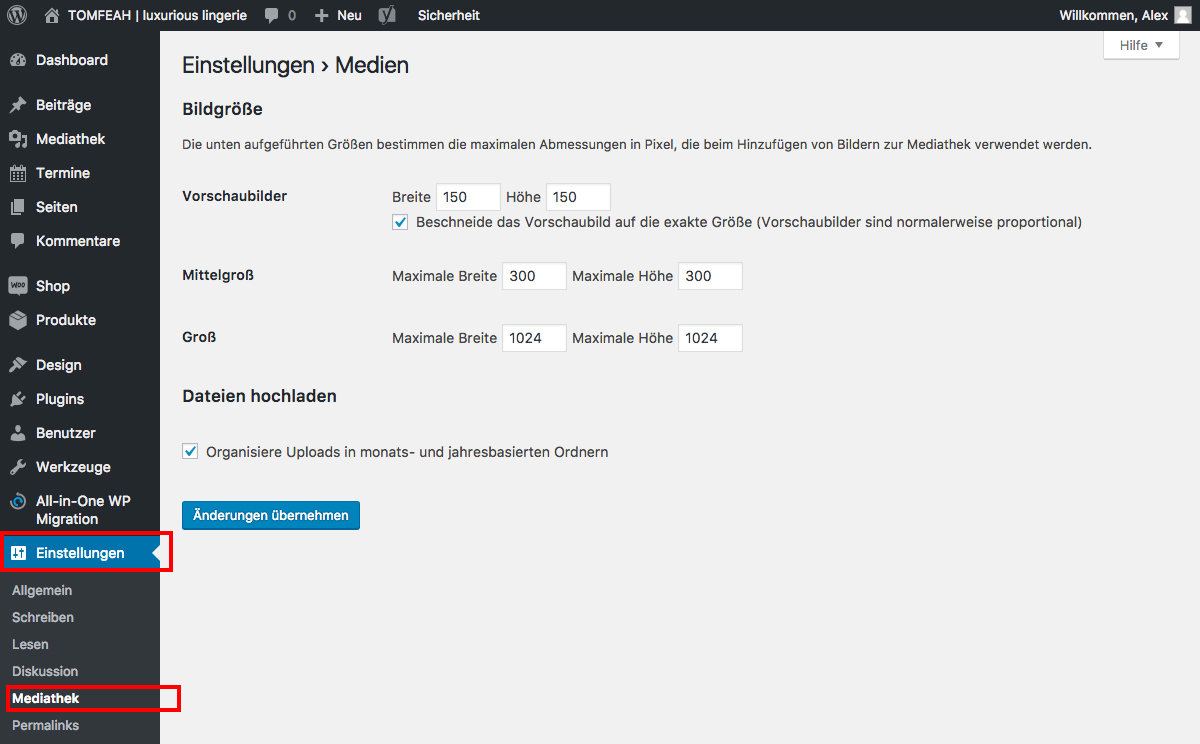 TOMFEAH | luxurious lingerie 0 Neu Sicherheit Willkommen, Alex
Hilfe
Dashboard
Beiträge
Mediathek
Termine
Seiten
Kommentare
Woo Shop
Produkte
Design
Plugins
Benutzer
Werkzeuge
All-in-One WP
Migration
Einstellungen
Allgemein
Schreiben
Lesen
Diskussion
Mediathek
Permalinks
Einstellungen › Medien
Bildgröße
Die unten aufgeführten Größen bestimmen die maximalen Abmessungen in Pixel, die beim Hinzufügen von Bildern zur Mediathek verwendet werden.
Vorschaubilder Breite 150 Höhe 150
Beschneide das Vorschaubild auf die exakte Größe (Vorschaubilder sind normalerweise proportional)
Mittelgroß Maximale Breite 300 Maximale Höhe 300
Groß Maximale Breite 1024 Maximale Höhe 1024
Dateien hochladen
Organisiere Uploads in monats- und jahresbasierten Ordnern
Änderungen übernehmen